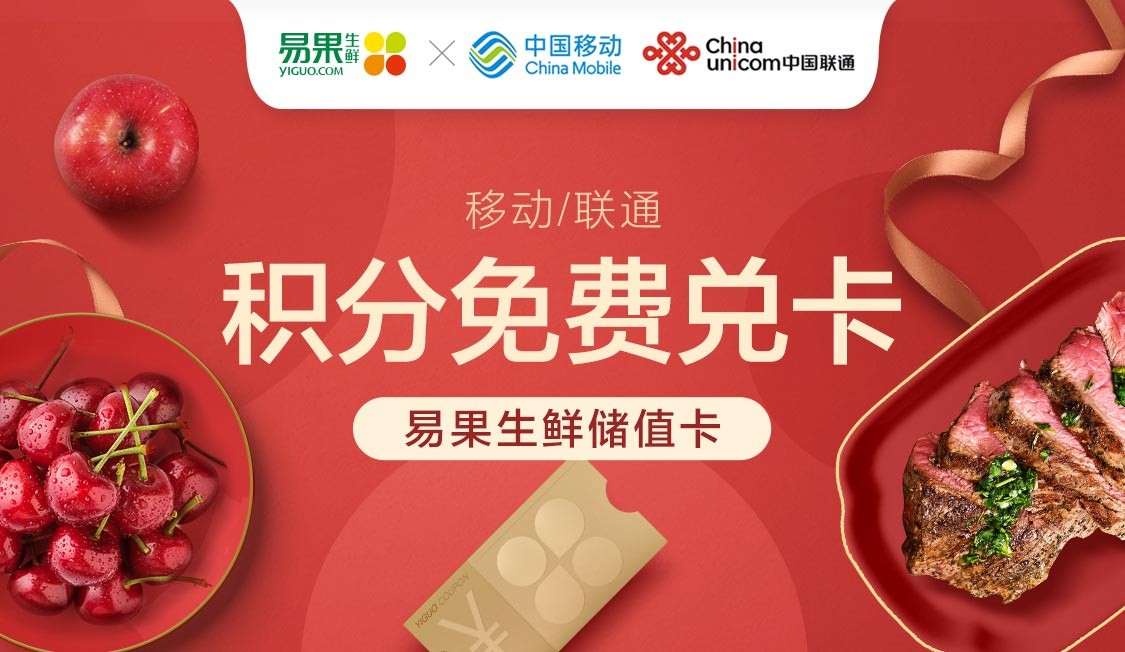 易果生鲜
YIGUO.COM
×
中国移动
China Mobile
China
unicom中国联通
移动/联通
积分免费兑卡
易果生鲜储值卡
YIGUO COUPON
¥